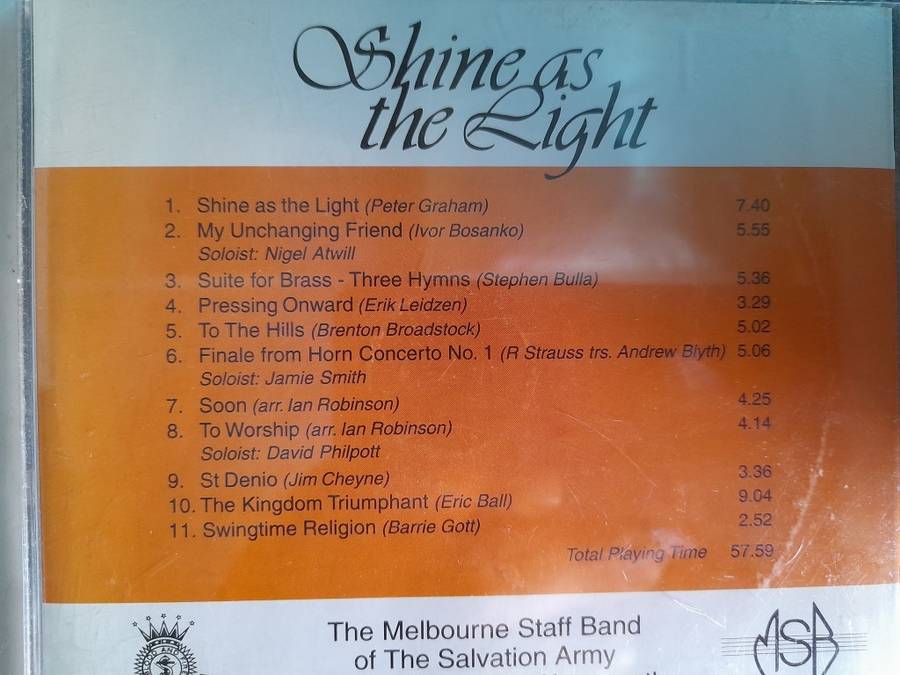 Shine as
the Light
1. Shine as the Light (Peter Graham) 7.40
2. My Unchanging Friend (Ivor Bosanko) 5.55
Soloist: Nigel Atwill
3. Suite for Brass - Three Hymns (Stephen Bulla) 5.36
4. Pressing Onward (Erik Leidzen) 3.29
5. To The Hills (Brenton Broadstock) 5.02
6. Finale from Horn Concerto No. 1 (R Strauss trs. Andrew Blyth) 5.06
Soloist: Jamie Smith
7. Soon (arr. Ian Robinson) 4.25
8. To Worship (arr. Ian Robinson) 4.14
Soloist: David Philpott
9. St Denio (Jim Cheyne) 3.36
10. The Kingdom Triumphant (Eric Ball) 9.04
11. Swingtime Religion (Barrie Gott) 2.52
Total Playing Time 57.59
The Melbourne Staff Band
of The Salvation Army
MSB